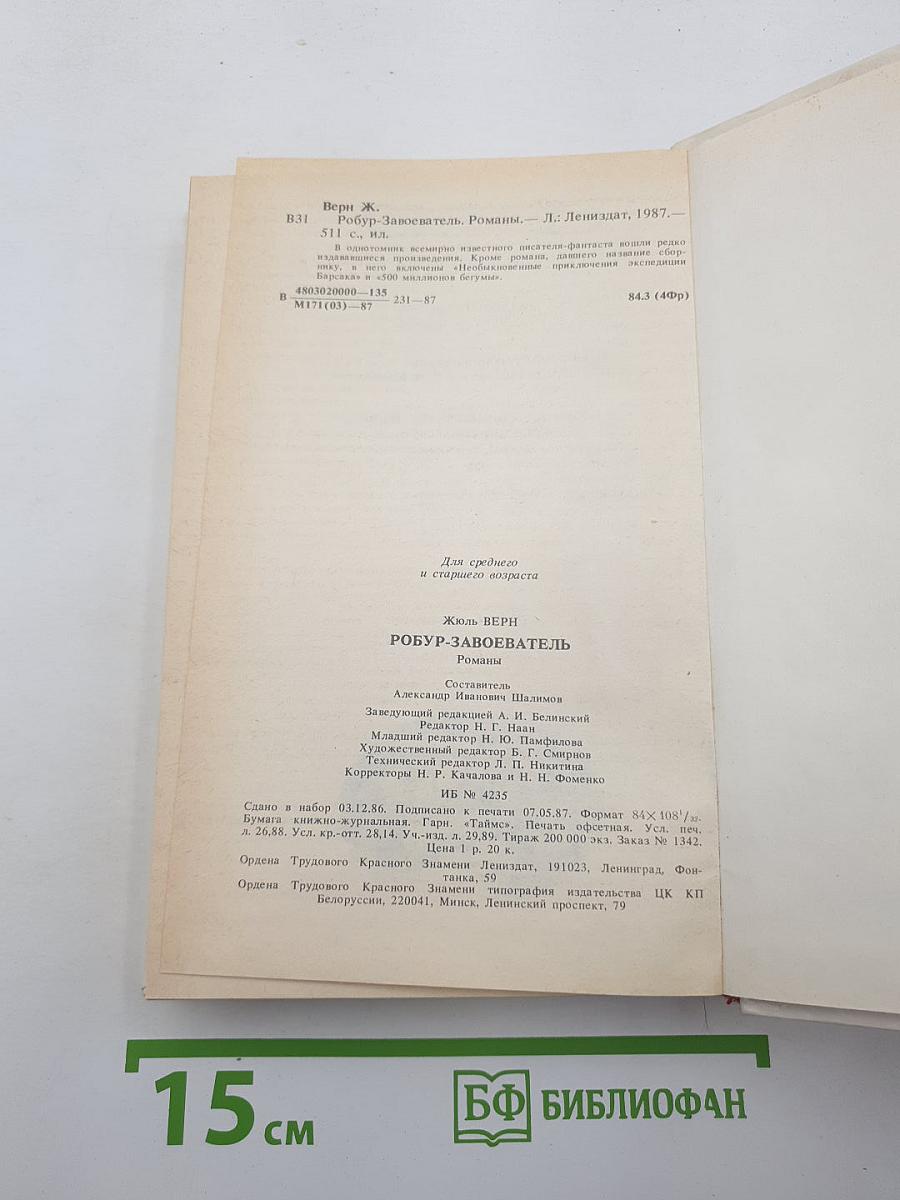 Верн Ж.
В31 Робур-Завоеватель. Романы.— Л.: Лениздат, 1987.—
511 с., ил.
В однотомник всемирно известного писателя-фантаста вошли редко
издававшиеся произведения. Кроме романа, давшего название сбор-
нику, в него включены «Необыкновенные приключения экспедиции
Барсака» и «500 миллионов бегумы».
В 4803020000—135 231—87 84.3 (4Фр)
М171(03)—87
Для среднего
и старшего возраста
Жюль ВЕРН
РОБУР-ЗАВОЕВАТЕЛЬ
Романы
Составитель
Александр Иванович Шалимов
Заведующий редакцией А. И. Белинский
Редактор Н. Г. Наан
Младший редактор Н. Ю. Памфилова
Художественный редактор Б. Г. Смирнов
Технический редактор Л. П. Никитина
Корректоры Н. Р. Качалова и Н. Н. Фоменко
ИБ № 4235
Сдано в набор 03.12.86. Подписано к печати 07.05.87. Формат 84×108¹/₃₂.
Бумага книжно-журнальная. Гарн. «Таймс». Печать офсетная. Усл. печ.
л. 26,88. Усл. кр.-отт. 28,14. Уч.-изд. л. 29,89. Тираж 200 000 экз. Заказ № 1342.
Цена 1 р. 20 к.
Ордена Трудового Красного Знамени Лениздат, 191023, Ленинград, Фон-
танка, 59
Ордена Трудового Красного Знамени типография издательства ЦК КП
Белоруссии, 220041, Минск, Ленинский проспект, 79
15 см
БФ БИБЛИОФАН